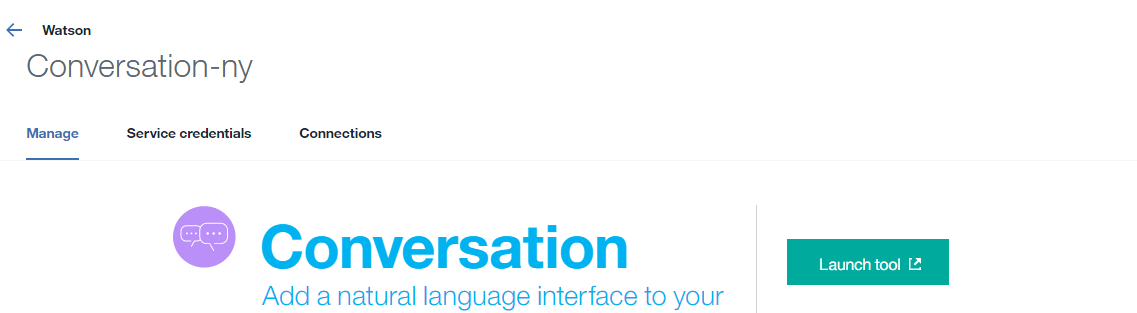 Watson
Conversation-ny
Manage Service credentials Connections
Conversation
Add a natural language interface to your
Launch tool